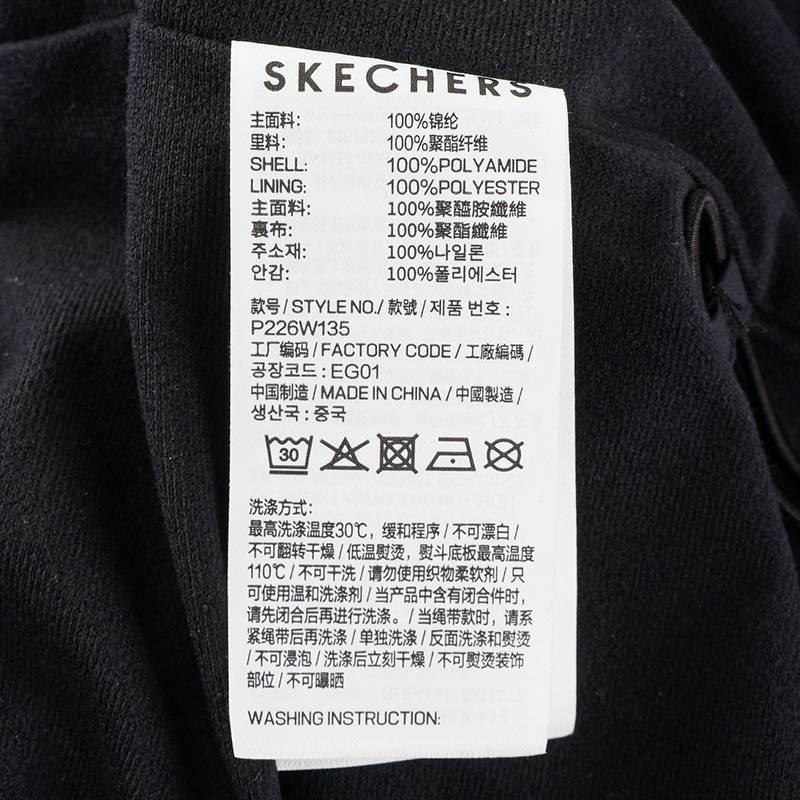 SKECHERS
主面料: 100%锦纶
里料: 100%聚酯纤维
SHELL: 100%POLYAMIDE
LINING: 100%POLYESTER
主面料: 100%聚醯胺纖維
裏布: 100%聚酯纖維
주소재: 100%나일론
안감: 100%폴리에스터
款号 / STYLE NO./ 款號 / 제품 번호 :
P226W135
工厂编码 / FACTORY CODE / 工廠編碼 /
공장코드 : EG01
中国制造 / MADE IN CHINA / 中國製造 /
생산국 : 중국
30
洗涤方式:
最高洗涤温度30℃，缓和程序 / 不可漂白 /
不可翻转干燥 / 低温熨烫，熨斗底板最高温度
110℃ / 不可干洗 / 请勿使用织物柔软剂 / 只
可使用温和洗涤剂 / 当产品中含有闭合件时，
请先闭合后再进行洗涤。 / 当绳带款时，请系
紧绳带后再洗涤 / 单独洗涤 / 反面洗涤和熨烫
/ 不可浸泡 / 洗涤后立刻干燥 / 不可熨烫装饰
部位 / 不可曝晒
WASHING INSTRUCTION: